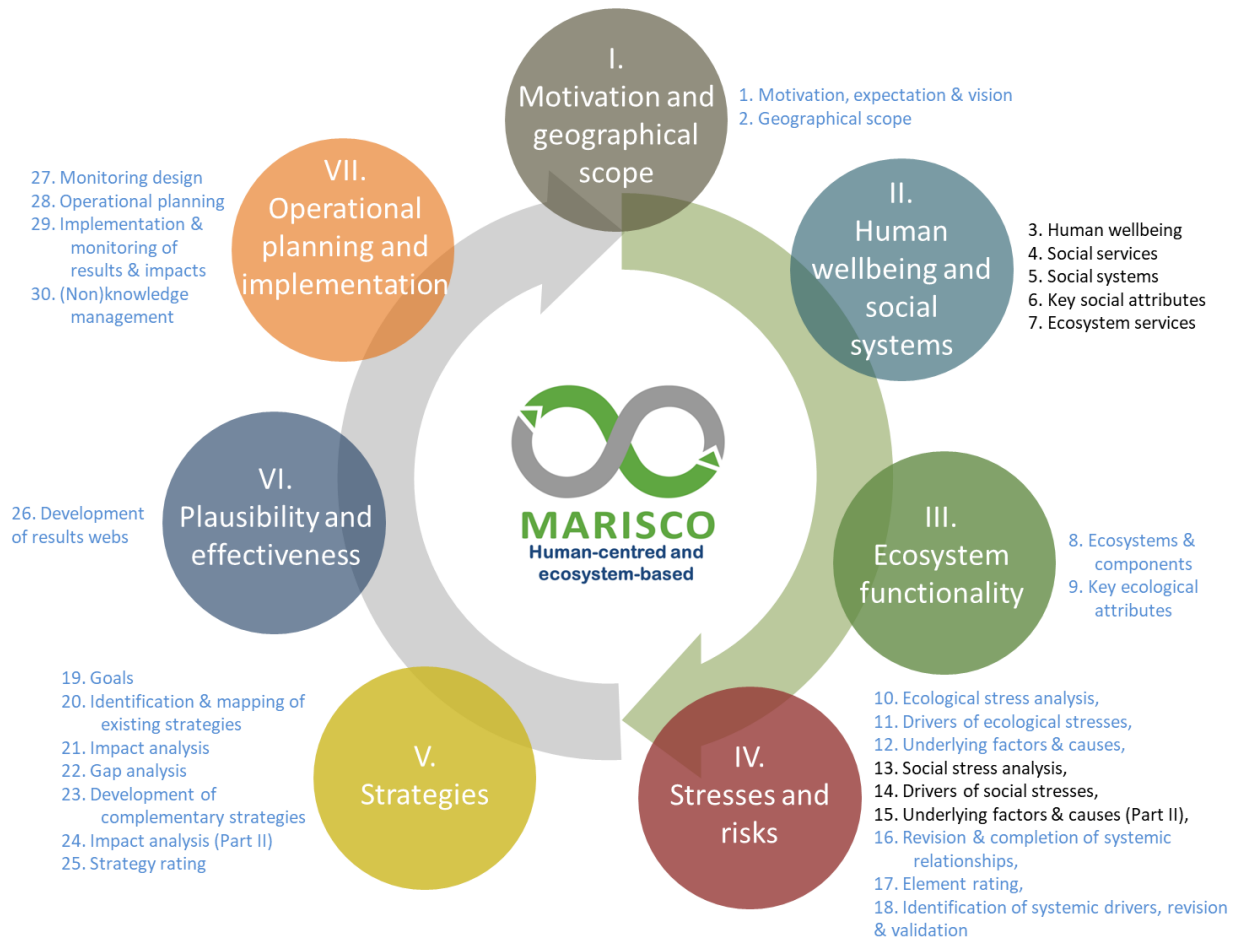 I.
Motivation and
geographical
scope
1. Motivation, expectation & vision
2. Geographical scope
II.
Human
wellbeing and
social
systems
3. Human wellbeing
4. Social services
5. Social systems
6. Key social attributes
7. Ecosystem services
III.
Ecosystem
functionality
8. Ecosystems &
components
9. Key ecological
attributes
IV.
Stresses and
risks
10. Ecological stress analysis,
11. Drivers of ecological stresses,
12. Underlying factors & causes,
13. Social stress analysis,
14. Drivers of social stresses,
15. Underlying factors & causes (Part II),
16. Revision & completion of systemic
relationships,
17. Element rating,
18. Identification of systemic drivers, revision
& validation
V.
Strategies
19. Goals
20. Identification & mapping of
existing strategies
21. Impact analysis
22. Gap analysis
23. Development of
complementary strategies
24. Impact analysis (Part II)
25. Strategy rating
VI.
Plausibility and
effectiveness
26. Development
of results webs
VII.
Operational
planning and
implementation
27. Monitoring design
28. Operational planning
29. Implementation &
monitoring of
results & impacts
30. (Non)knowledge
management
MARISCO
Human-centred and
ecosystem-based